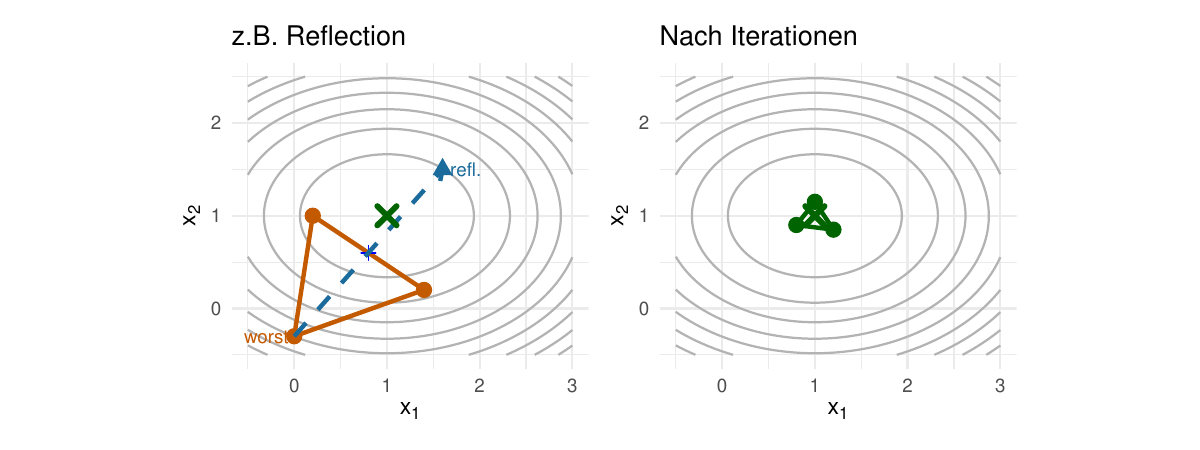 z.B. Reflection
Nach Iterationen
2
1
0
x2
refl.
worst
0 1 2 3
x1
2
1
0
x2
0 1 2 3
x1